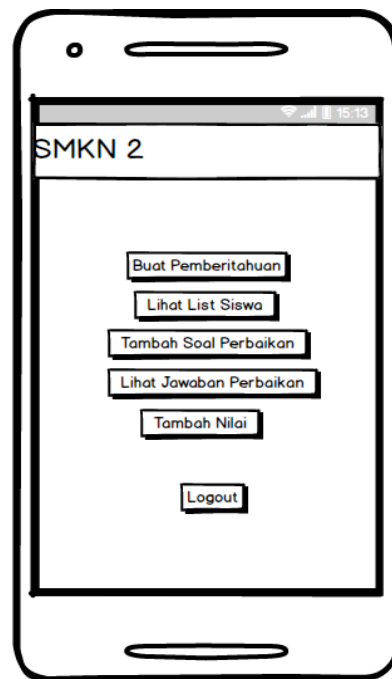 15:13
SMKN 2
Buat Pemberitahuan
Lihat List Siswa
Tambah Soal Perbaikan
Lihat Jawaban Perbaikan
Tambah Nilai
Logout